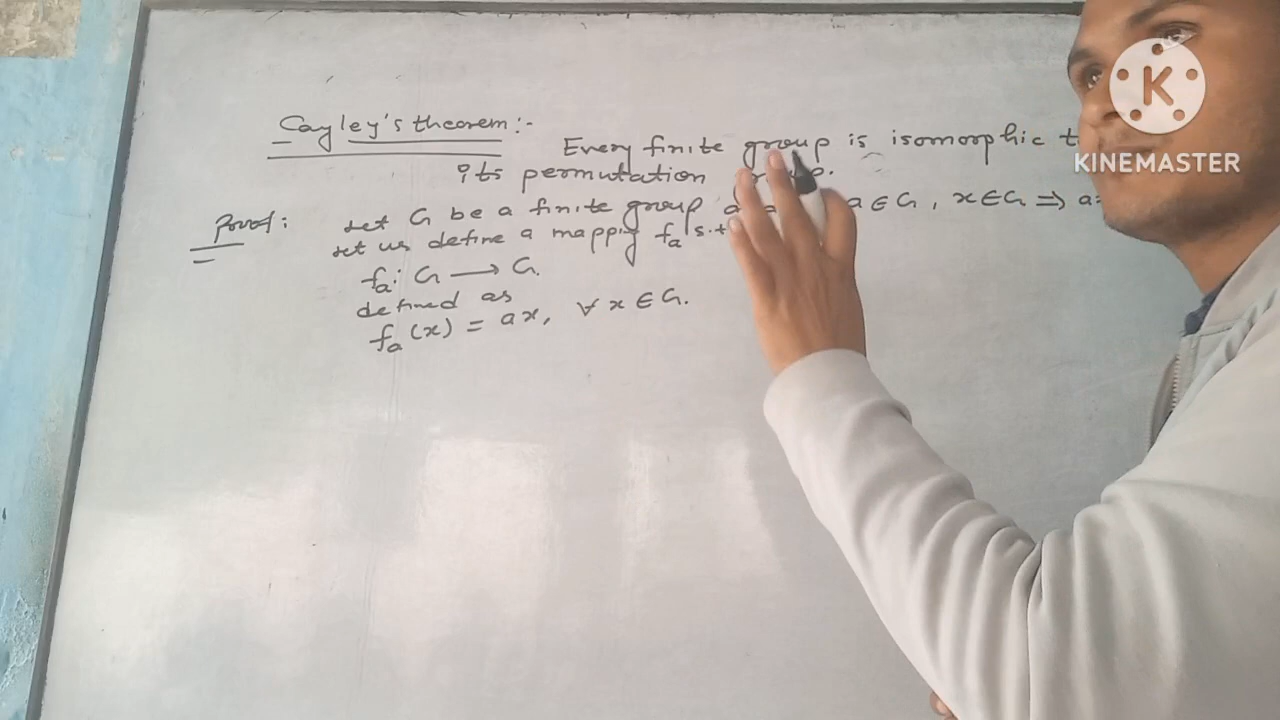 Cayley's theorem:-
Every finite group is isomorphic
its permutation
Proof: Let G be a finite group a ∈ G, x ∈ G ⇒
Let us define a mapping fₐ s.t
fₐ: G ⟶ G.
defined as
fₐ(x) = ax, ∀ x ∈ G.
K
KINEMASTER